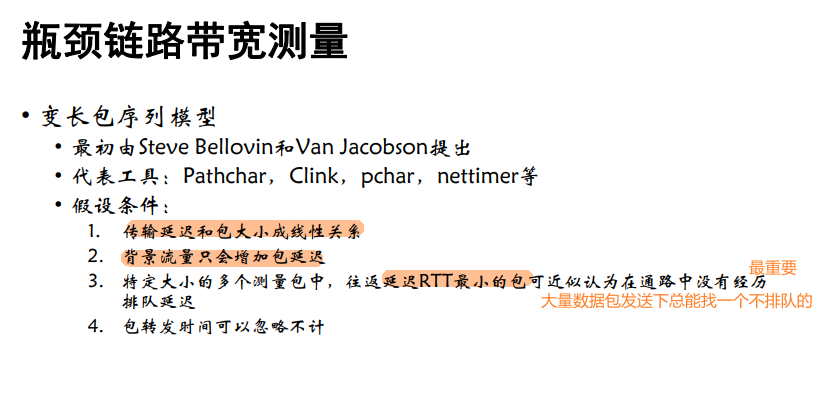 瓶颈链路带宽测量
• 变长包序列模型
• 最初由Steve Bellovin和Van Jacobson提出
• 代表工具：Pathchar，Clink，pchar，nettimer等
• 假设条件：
1. 传输延迟和包大小成线性关系
2. 背景流量只会增加包延迟
最重要
3. 特定大小的多个测量包中，往返延迟RTT最小的包可近似认为在通路中没有经历
排队延迟
大量数据包发送下总能找一个不排队的
4. 包转发时间可以忽略不计